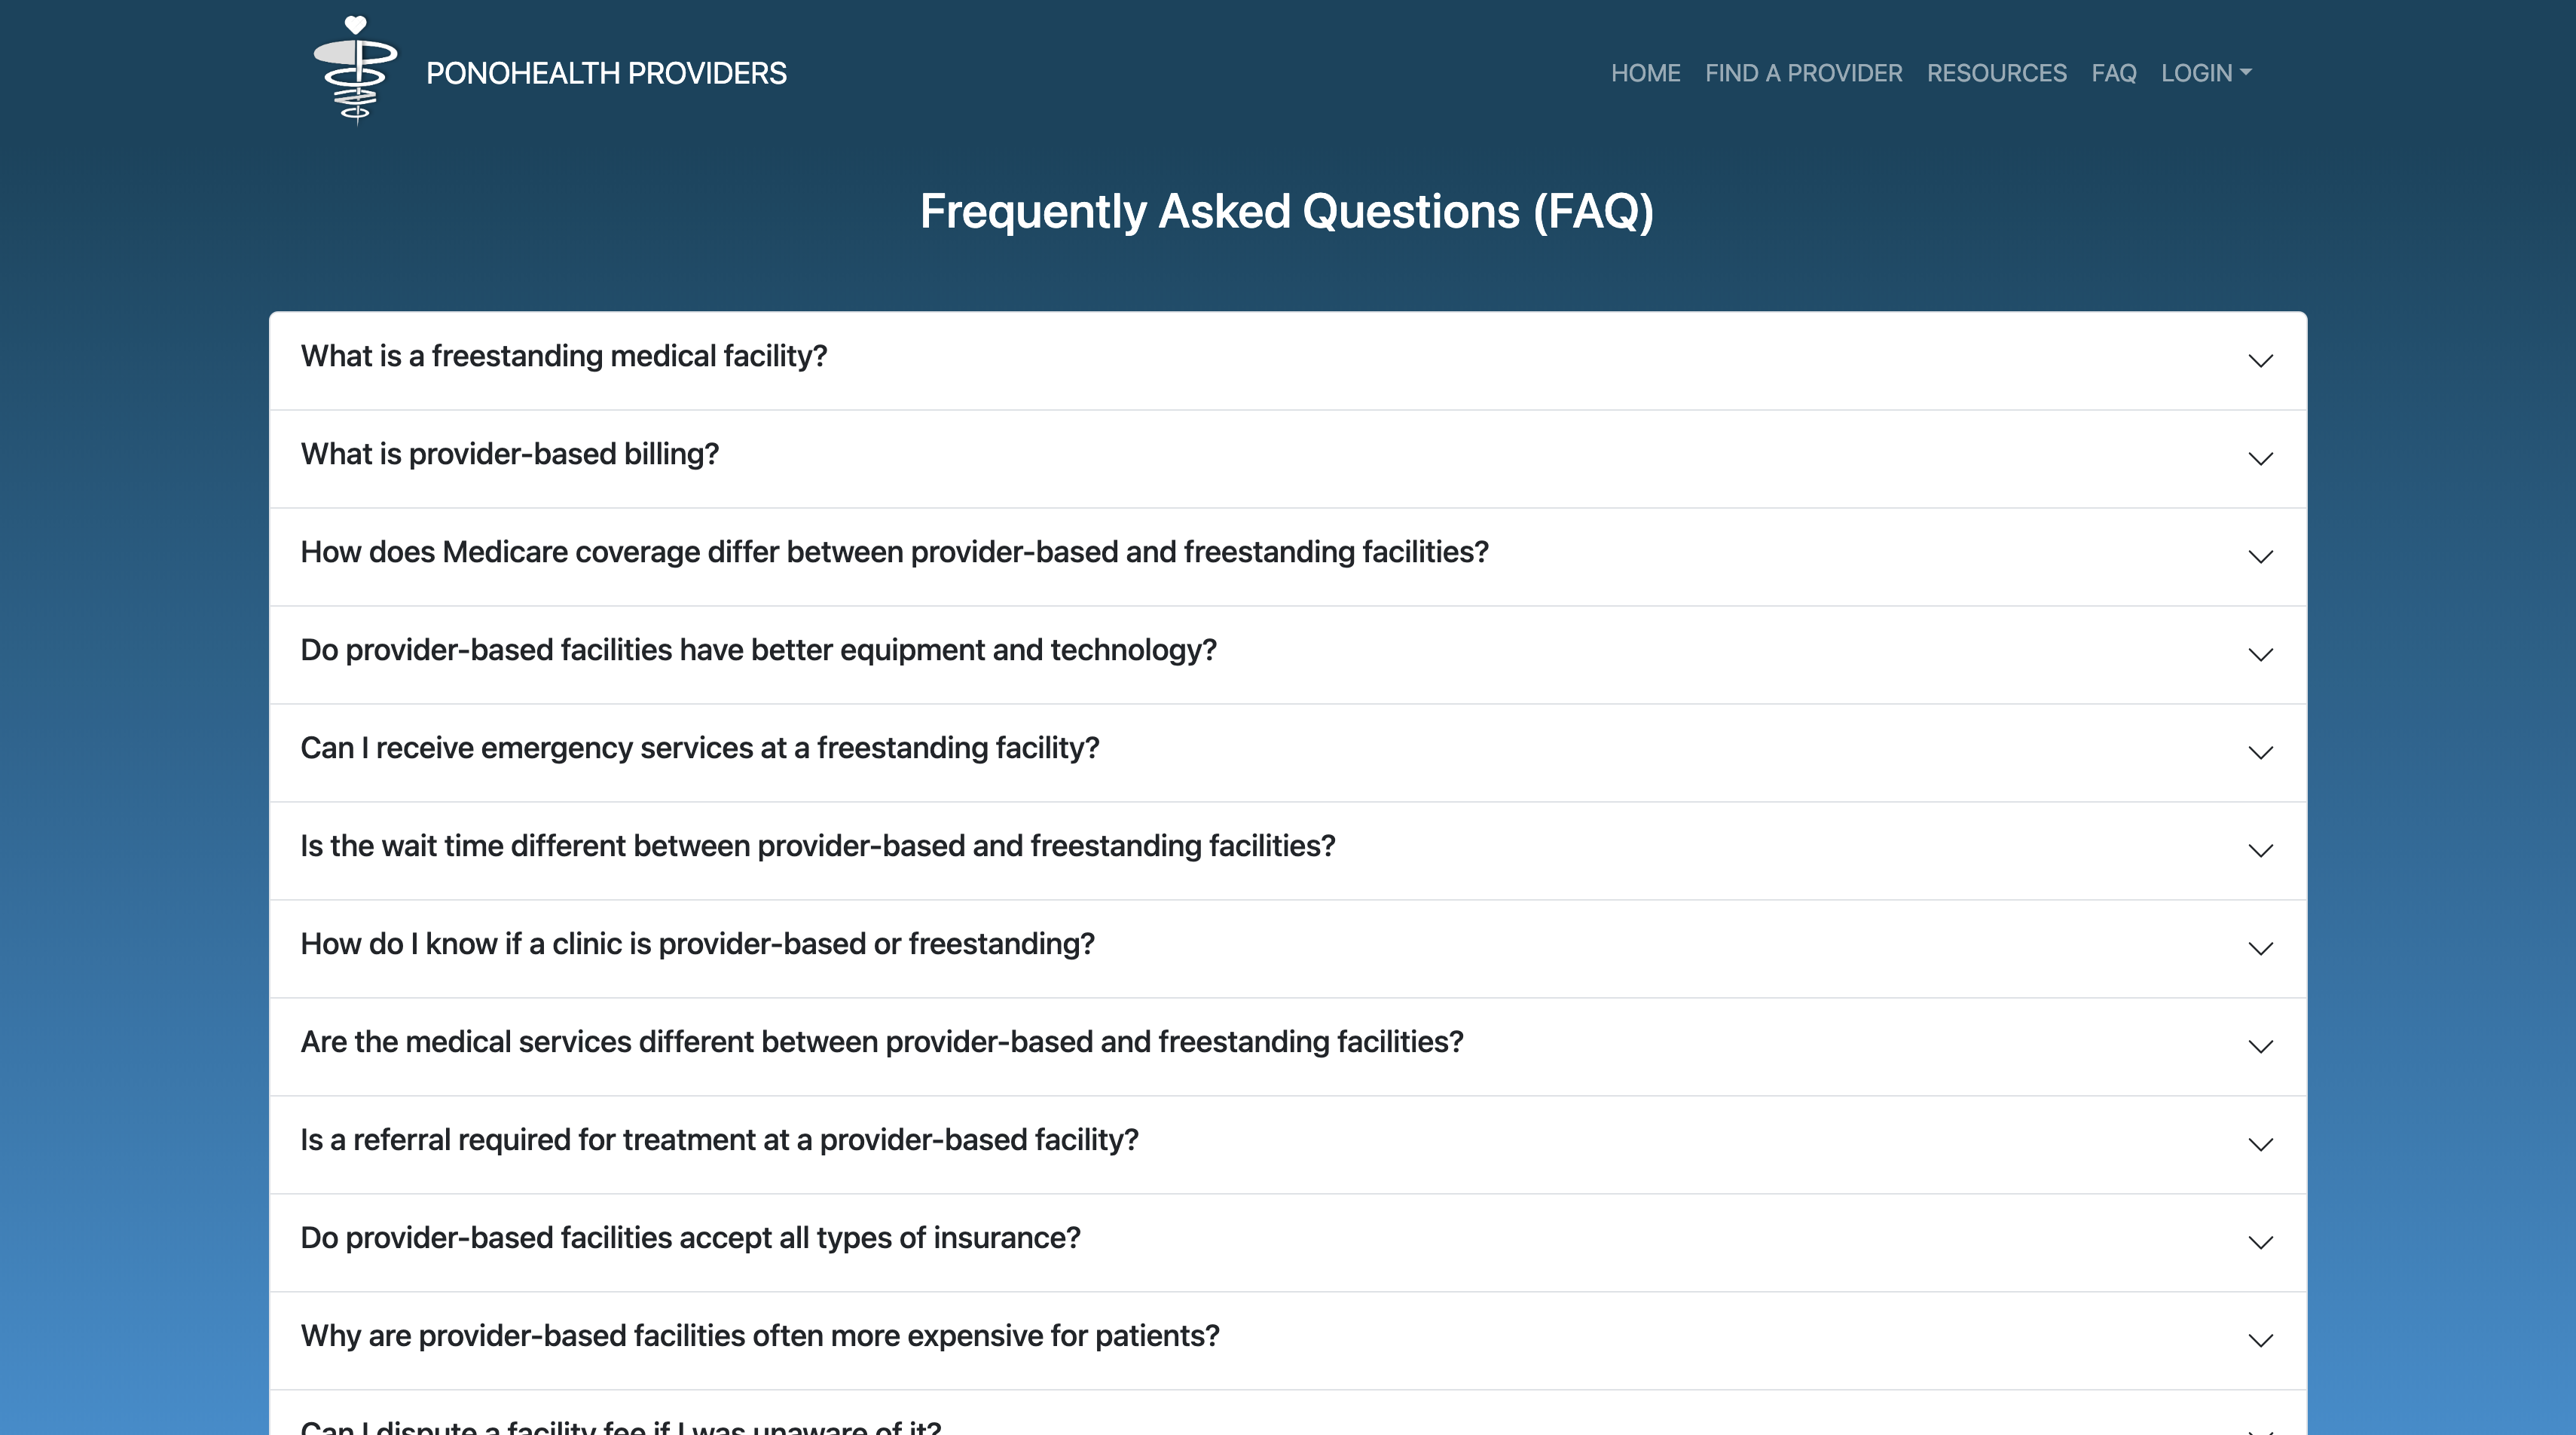 PONOHEALTH PROVIDERS
HOME FIND A PROVIDER RESOURCES FAQ LOGIN
Frequently Asked Questions (FAQ)
What is a freestanding medical facility?
What is provider-based billing?
How does Medicare coverage differ between provider-based and freestanding facilities?
Do provider-based facilities have better equipment and technology?
Can I receive emergency services at a freestanding facility?
Is the wait time different between provider-based and freestanding facilities?
How do I know if a clinic is provider-based or freestanding?
Are the medical services different between provider-based and freestanding facilities?
Is a referral required for treatment at a provider-based facility?
Do provider-based facilities accept all types of insurance?
Why are provider-based facilities often more expensive for patients?
Can I dispute a facility fee if I was unaware of it?